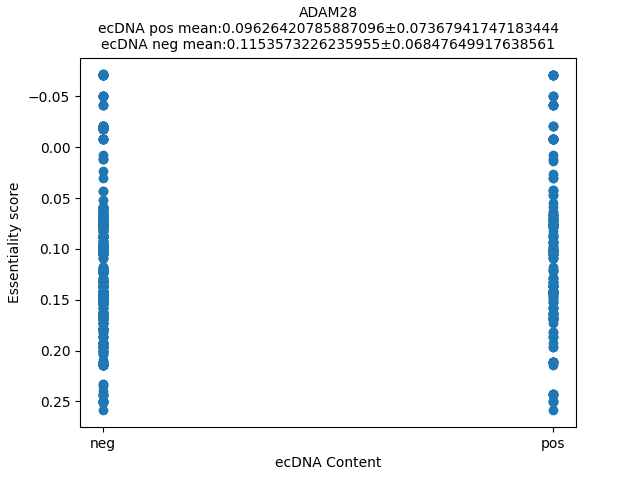 ADAM28
ecDNA pos mean:0.09626420785887096±0.07367941747183444
ecDNA neg mean:0.1153573226235955±0.06847649917638561
−0.05
0.00
0.05
0.10
0.15
0.20
0.25
Essentiality score
neg
pos
ecDNA Content